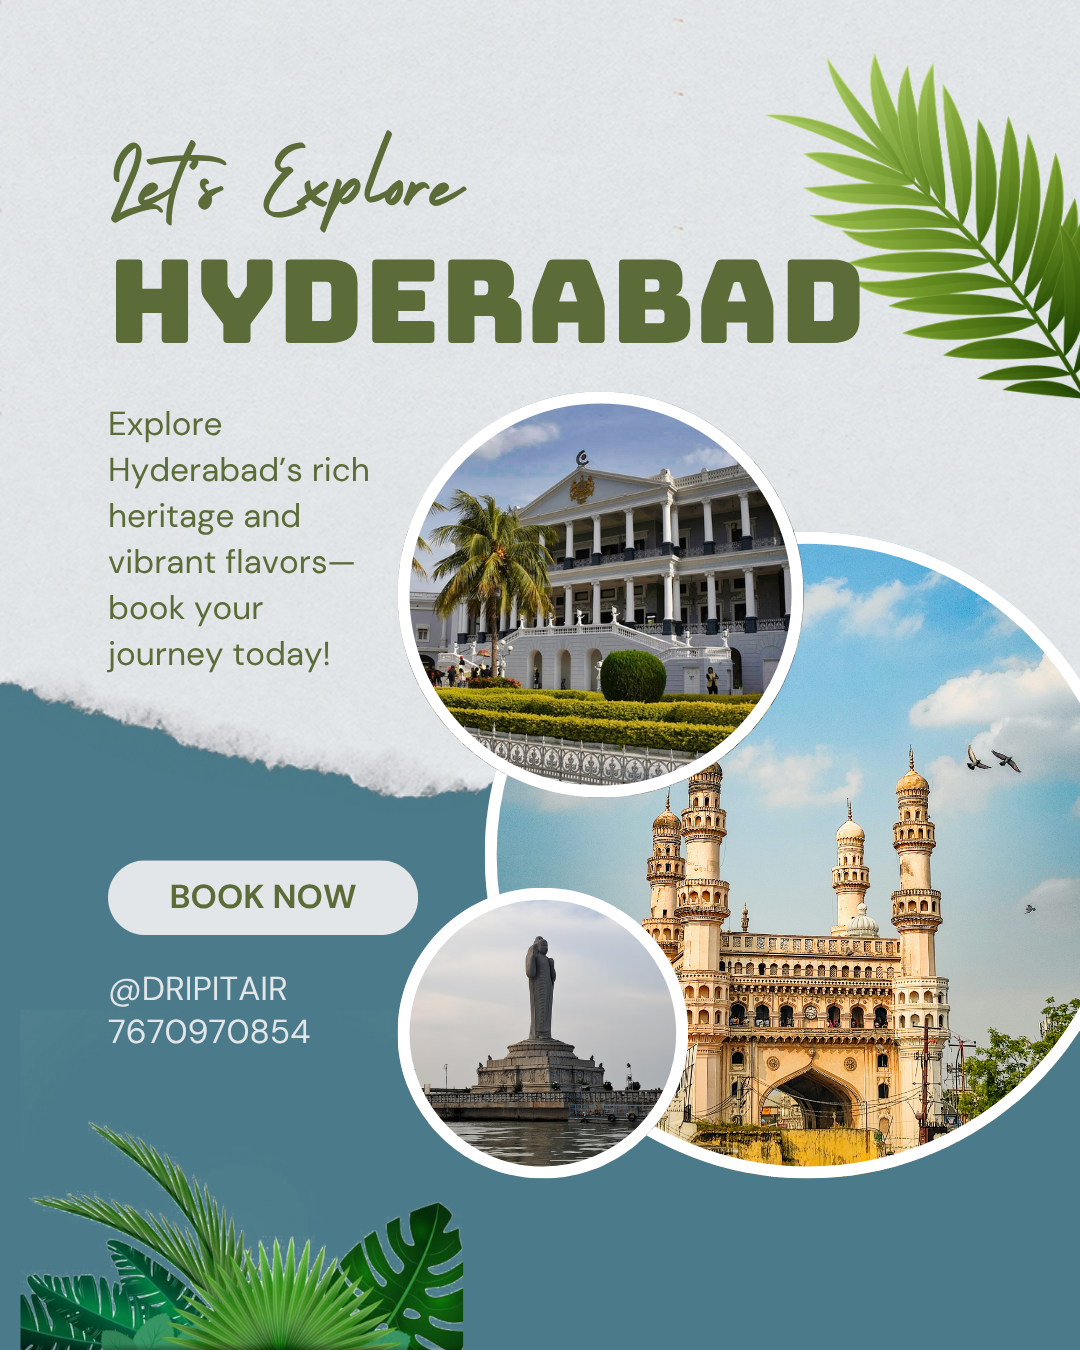 Let's Explore
HYDERABAD
Explore
Hyderabad’s rich
heritage and
vibrant flavors—
book your
journey today!
BOOK NOW
@DRIPITAIR
7670970854